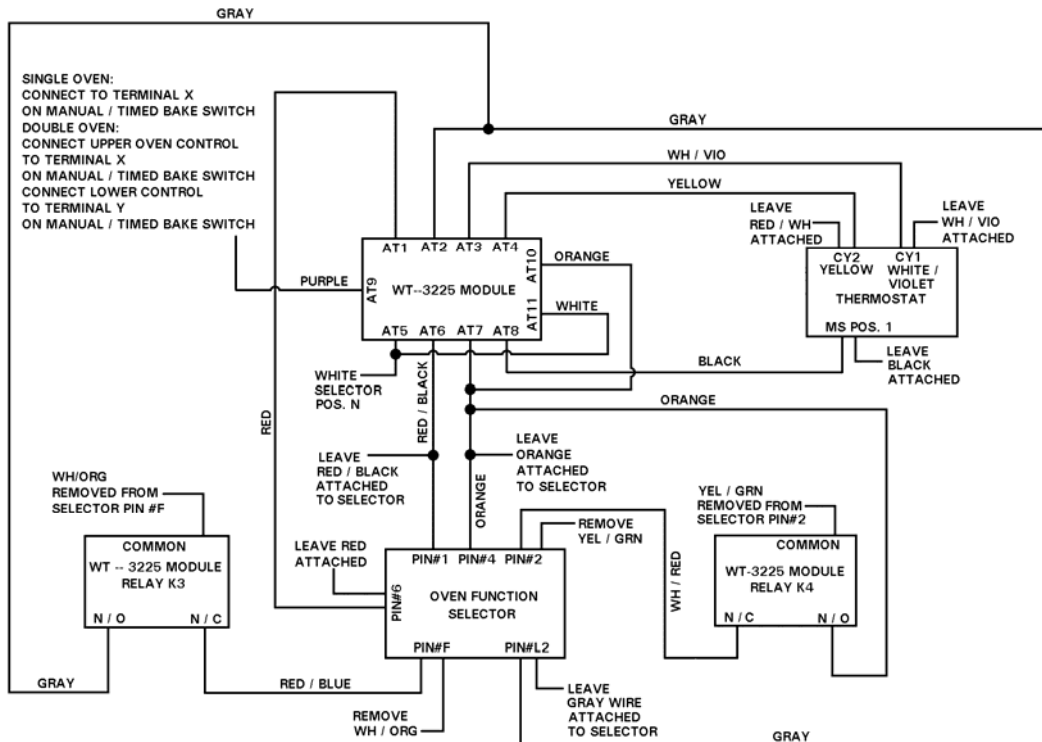 GRAY
SINGLE OVEN:
CONNECT TO TERMINAL X
ON MANUAL / TIMED BAKE SWITCH
DOUBLE OVEN:
CONNECT UPPER OVEN CONTROL
TO TERMINAL X
ON MANUAL / TIMED BAKE SWITCH
CONNECT LOWER CONTROL
TO TERMINAL Y
ON MANUAL / TIMED BAKE SWITCH
GRAY
WH / VIO
YELLOW
LEAVE
RED / WH
ATTACHED
LEAVE
WH / VIO
ATTACHED
AT1
AT2
AT3
AT4
AT10
ORANGE
PURPLE
AT9
WT--3225 MODULE
AT11
WHITE
AT5
AT6
AT7
AT8
CY2
YELLOW
CY1
WHITE /
VIOLET
THERMOSTAT
MS POS. 1
BLACK
LEAVE
BLACK
ATTACHED
WHITE
SELECTOR
POS. N
RED
RED / BLACK
ORANGE
LEAVE
RED / BLACK
ATTACHED
TO SELECTOR
LEAVE
ORANGE
ATTACHED
TO SELECTOR
ORANGE
WH/ORG
REMOVED FROM
SELECTOR PIN #F
YEL / GRN
REMOVED FROM
SELECTOR PIN#2
COMMON
WT -- 3225 MODULE
RELAY K3
N / O
N / C
LEAVE RED
ATTACHED
REMOVE
YEL / GRN
PIN#1
PIN#4
PIN#2
PIN#6
OVEN FUNCTION
SELECTOR
PIN#F
PIN#L2
WH / RED
COMMON
WT-3225 MODULE
RELAY K4
N / C
N / O
GRAY
RED / BLUE
REMOVE
WH / ORG
LEAVE
GRAY WIRE
ATTACHED
TO SELECTOR
GRAY